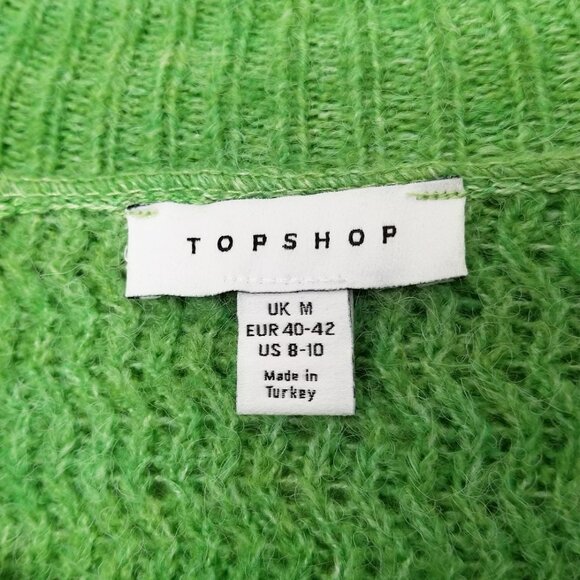 TOPSHOP
UK M
EUR 40-42
US 8-10
Made in
Turkey